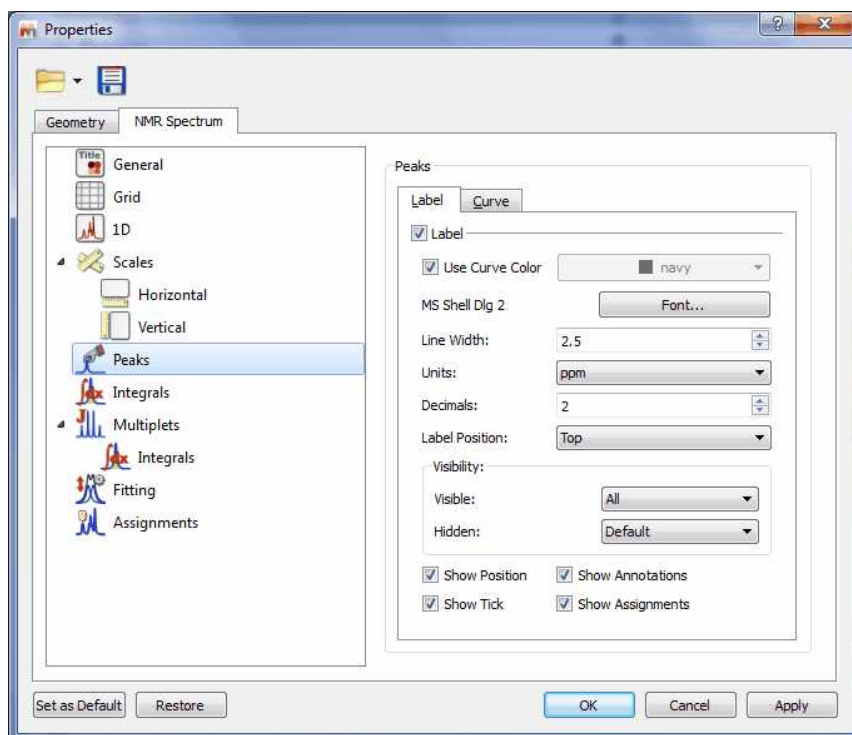 Properties
Geometry
NMR Spectrum
Title
General
Grid
1D
Scales
Horizontal
Vertical
Peaks
Integrals
Multiplets
Integrals
Fitting
Assignments
Peaks
Label
Curve
Label
Use Curve Color
navy
MS Shell Dlg 2
Font...
Line Width:
2.5
Units:
ppm
Decimals:
2
Label Position:
Top
Visibility:
Visible:
All
Hidden:
Default
Show Position
Show Annotations
Show Tick
Show Assignments
Set as Default
Restore
OK
Cancel
Apply